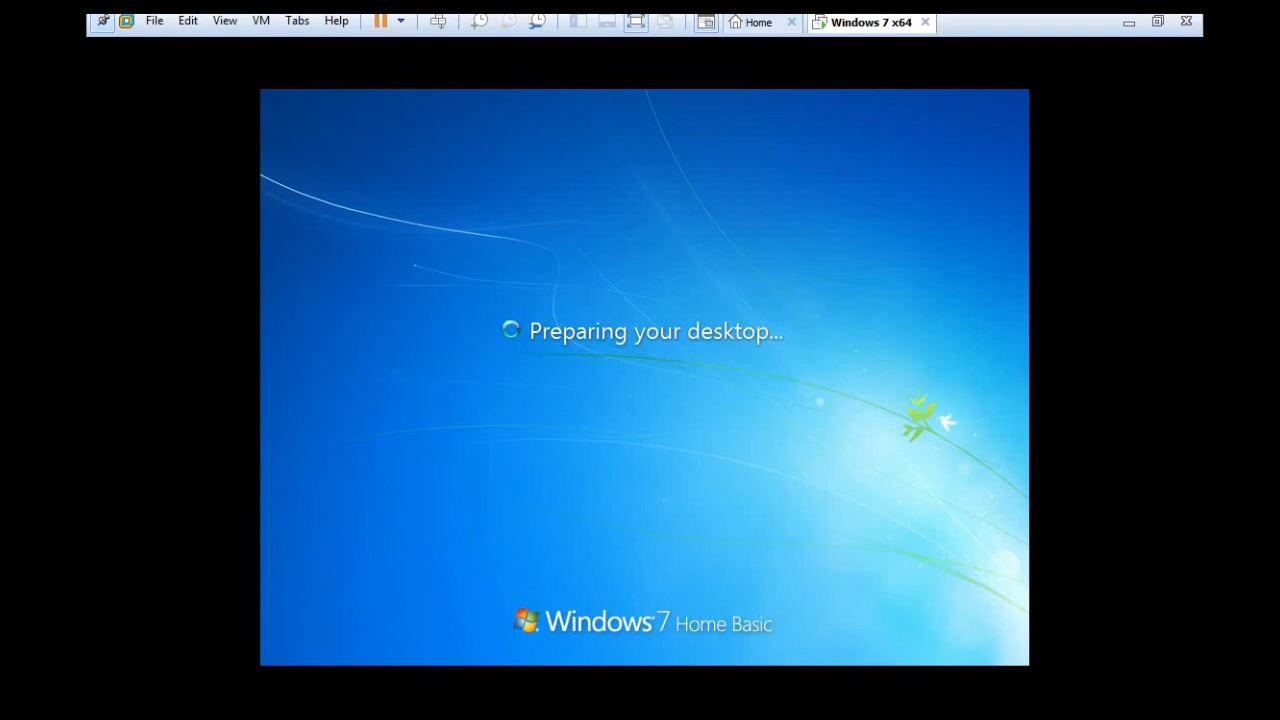 File Edit View VM Tabs Help Home Windows 7 x64
Preparing your desktop...
Windows 7 Home Basic